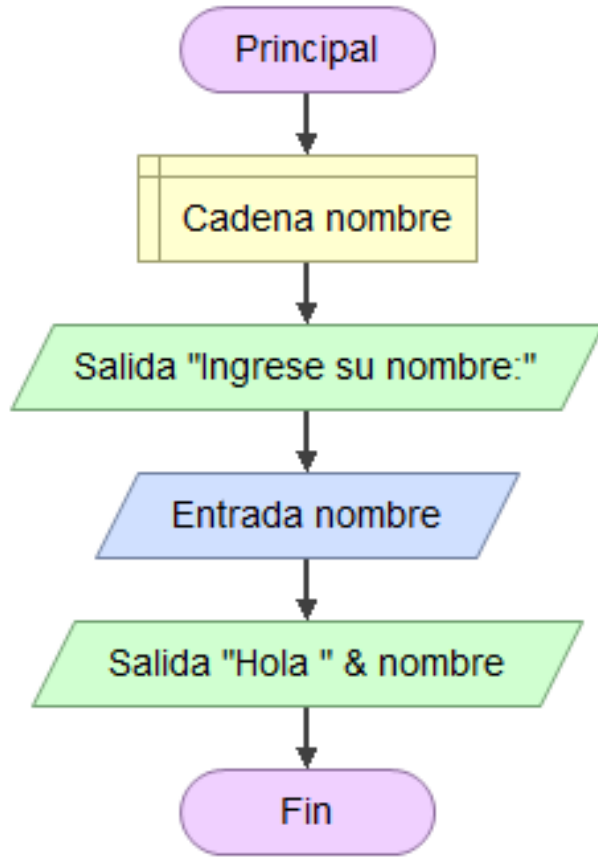 Principal
Cadena nombre
Salida "Ingrese su nombre:"
Entrada nombre
Salida "Hola " & nombre
Fin